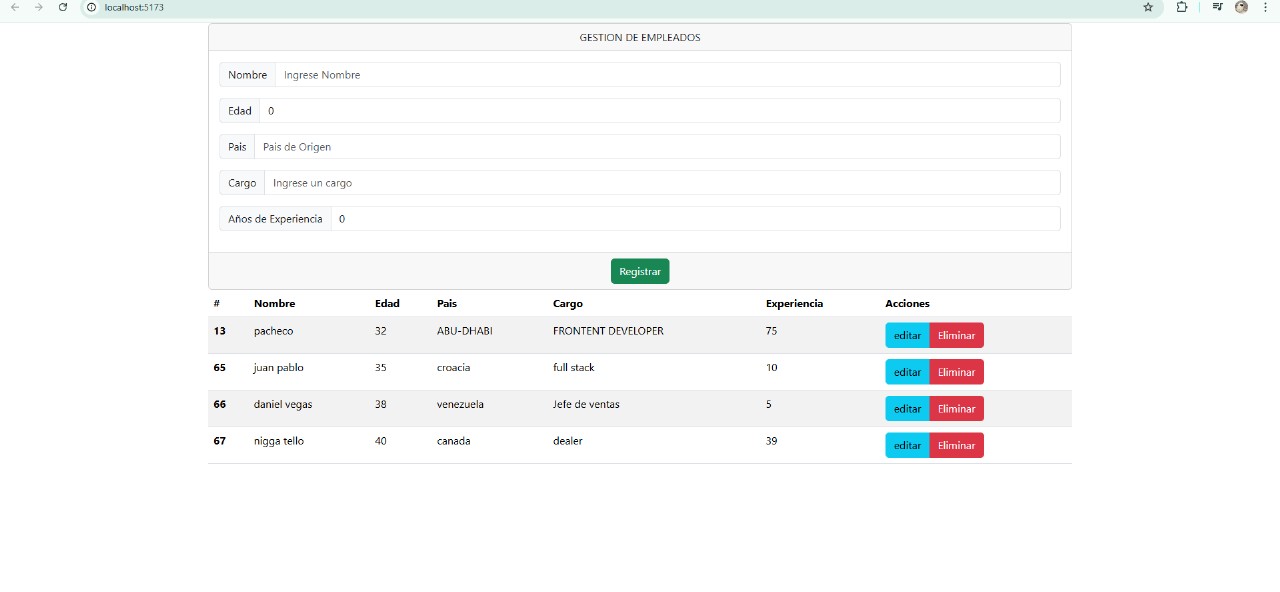 localhost:5173
GESTION DE EMPLEADOS
Nombre Ingrese Nombre
Edad 0
Pais Pais de Origen
Cargo Ingrese un cargo
Años de Experiencia 0
Registrar
# Nombre Edad Pais Cargo Experiencia Acciones
13 pacheco 32 ABU-DHABI FRONTENT DEVELOPER 75 editar Eliminar
65 juan pablo 35 croacia full stack 10 editar Eliminar
66 daniel vegas 38 venezuela Jefe de ventas 5 editar Eliminar
67 nigga tello 40 canada dealer 39 editar Eliminar